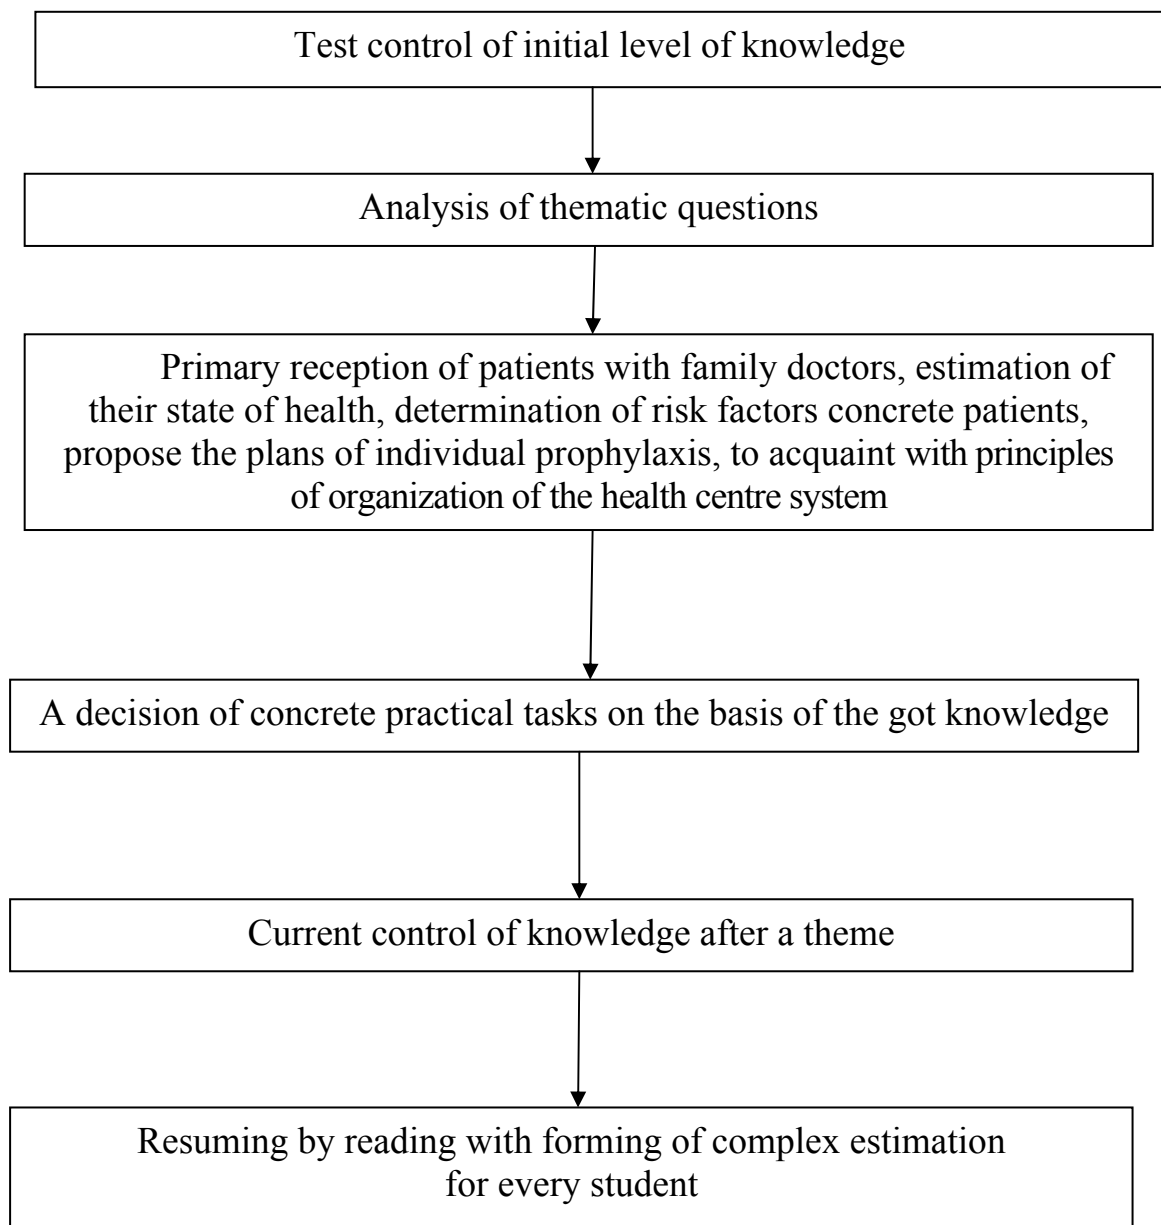 Test control of initial level of knowledge
Analysis of thematic questions
Primary reception of patients with family doctors, estimation of
their state of health, determination of risk factors concrete patients,
propose the plans of individual prophylaxis, to acquaint with principles
of organization of the health centre system
A decision of concrete practical tasks on the basis of the got knowledge
Current control of knowledge after a theme
Resuming by reading with forming of complex estimation
for every student